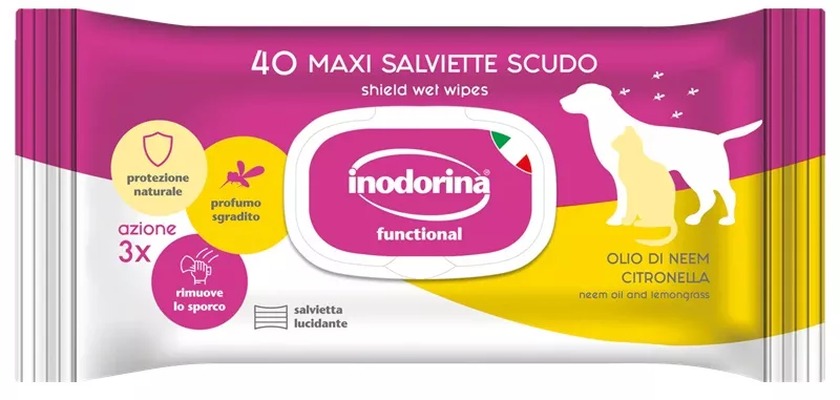 40 MAXI SALVIETTE SCUDO
shield wet wipes
protezione
naturale
profumo
sgradito
azione
3x
rimuove
lo sporco
inodorina®
functional
salvietta
lucidante
OLIO DI NEEM
CITRONELLA
neem oil and lemongrass